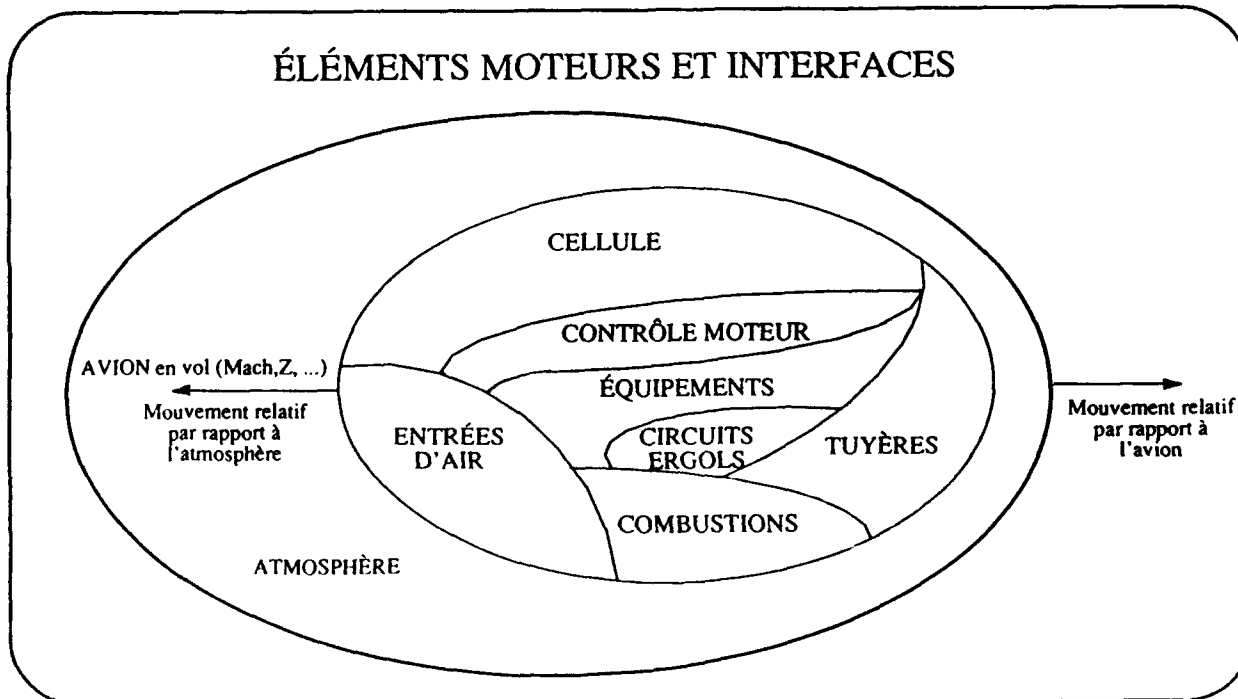 ÉLÉMENTS MOTEURS ET INTERFACES
CELLULE
CONTRÔLE MOTEUR
AVION en vol (Mach,Z, ...)
Mouvement relatif
par rapport à
l'atmosphère
ÉQUIPEMENTS
ENTRÉES
D'AIR
CIRCUITS
ERGOLS
TUYÈRES
Mouvement relatif
par rapport à
l'avion
COMBUSTIONS
ATMOSPHÈRE